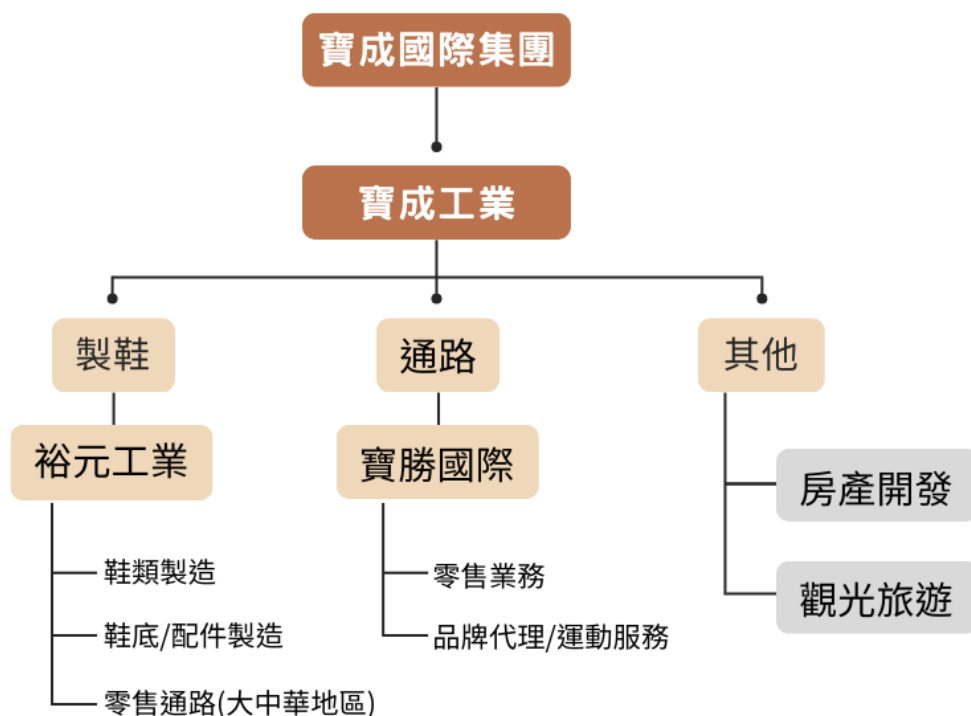 寶成國際集團
寶成工業
製鞋
通路
其他
裕元工業
寶勝國際
房產開發
觀光旅遊
鞋類製造
鞋底/配件製造
零售通路(大中華地區)
零售業務
品牌代理/運動服務